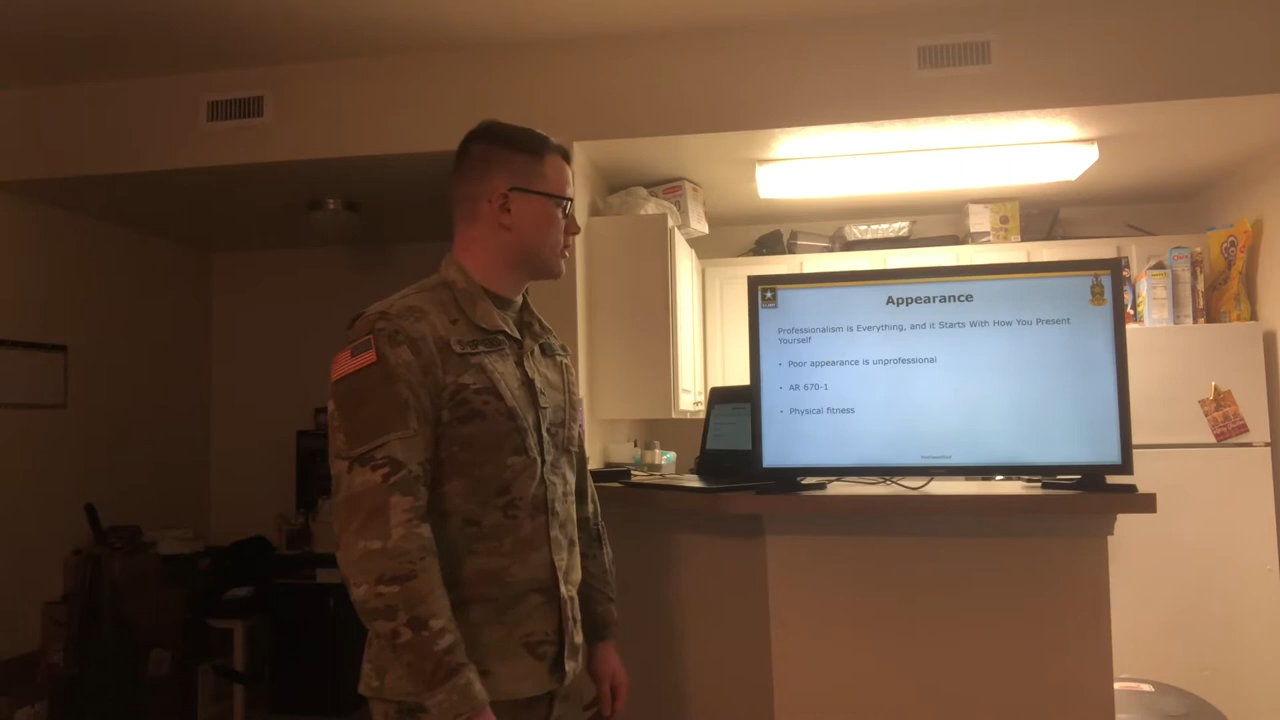 Appearance
Professionalism is Everything, and it Starts With How You Present
Yourself
• Poor appearance is unprofessional
• AR 670-1
• Physical fitness